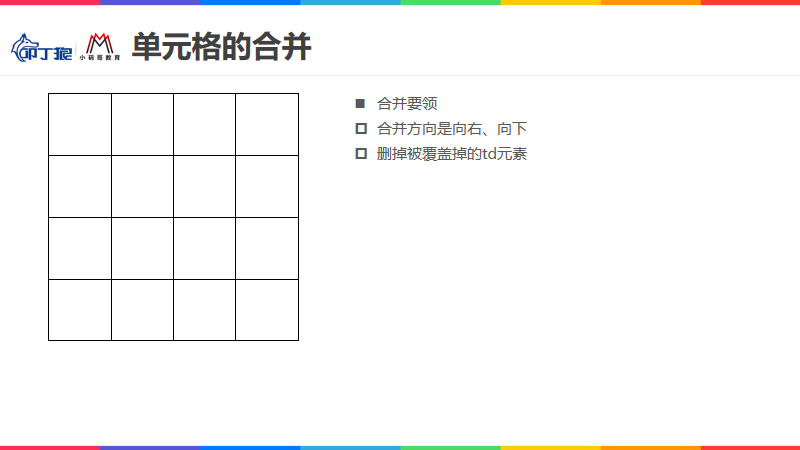 叩丁狼
小码哥教育
单元格的合并
合并要领
合并方向是向右、向下
删掉被覆盖掉的td元素